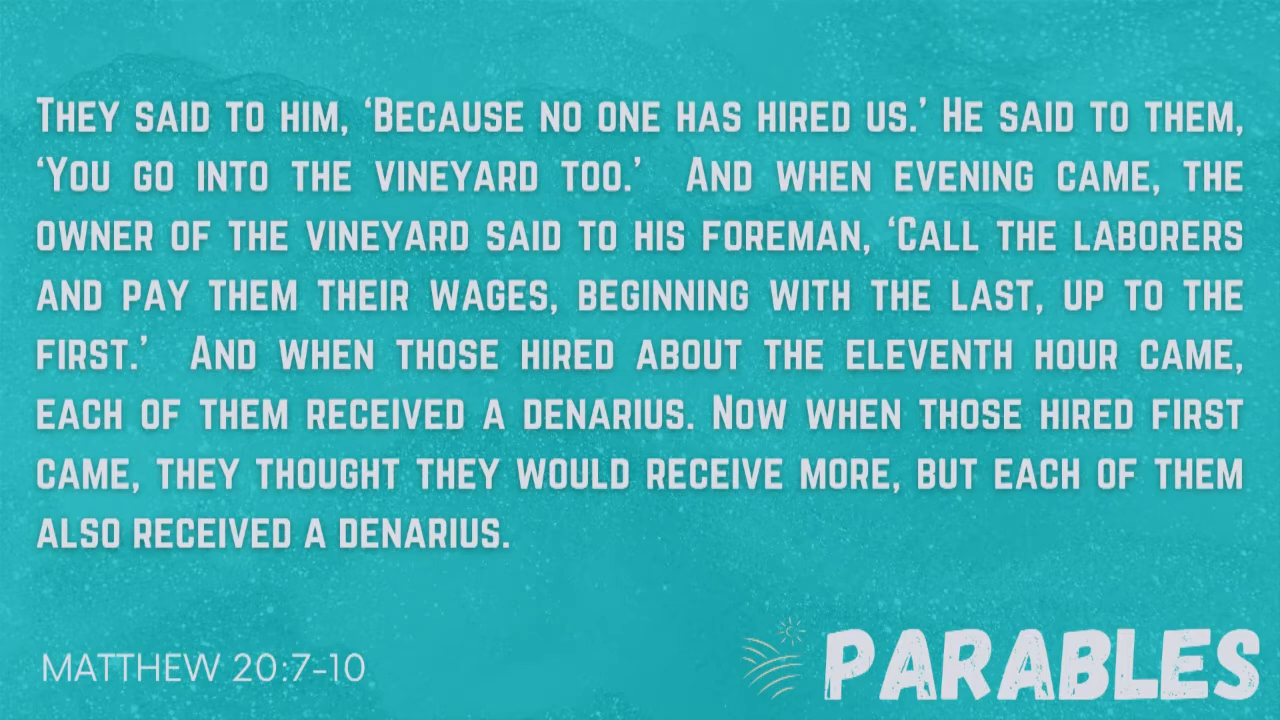 They said to him, ‘Because no one has hired us.’ He said to them,
‘You go into the vineyard too.’ And when evening came, the
owner of the vineyard said to his foreman, ‘Call the laborers
and pay them their wages, beginning with the last, up to the
first.’ And when those hired about the eleventh hour came,
each of them received a denarius. Now when those hired first
came, they thought they would receive more, but each of them
also received a denarius.
MATTHEW 20:7-10
PARABLES